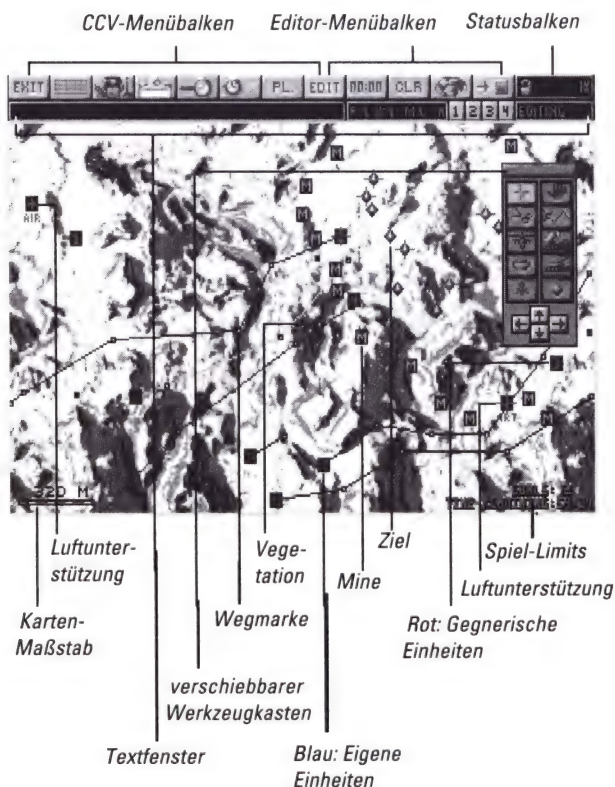 CCV-Menübalken Editor-Menübalken Statusbalken
EXIT PL. EDIT 00:00 CLR
1 2 3 4 EDITING
M
M
M
AIR
M
M
M
M
M
M
M
M
M
M
320 M
Luftunter-
stützung
Vege-
tation
Ziel
Spiel-Limits
Mine
Luftunterstützung
Karten-
Maßstab
Wegmarke
Rot: Gegnerische
Einheiten
verschiebbarer
Werkzeugkasten
Textfenster
Blau: Eigene
Einheiten